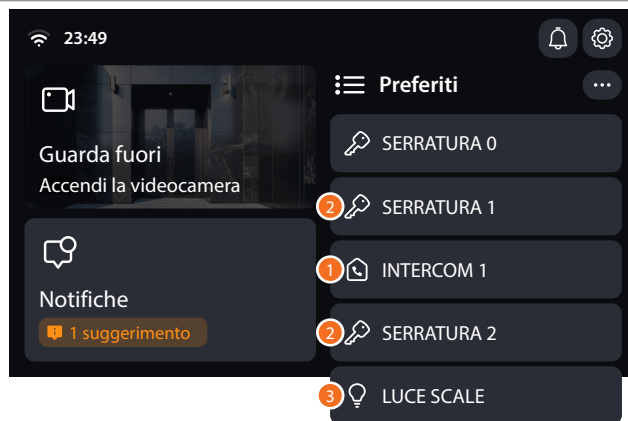 23:49
Guarda fuori
Accendi la videocamera
Notifiche
1 suggerimento
Preferiti
SERRATURA 0
2 SERRATURA 1
1 INTERCOM 1
2 SERRATURA 2
3 LUCE SCALE